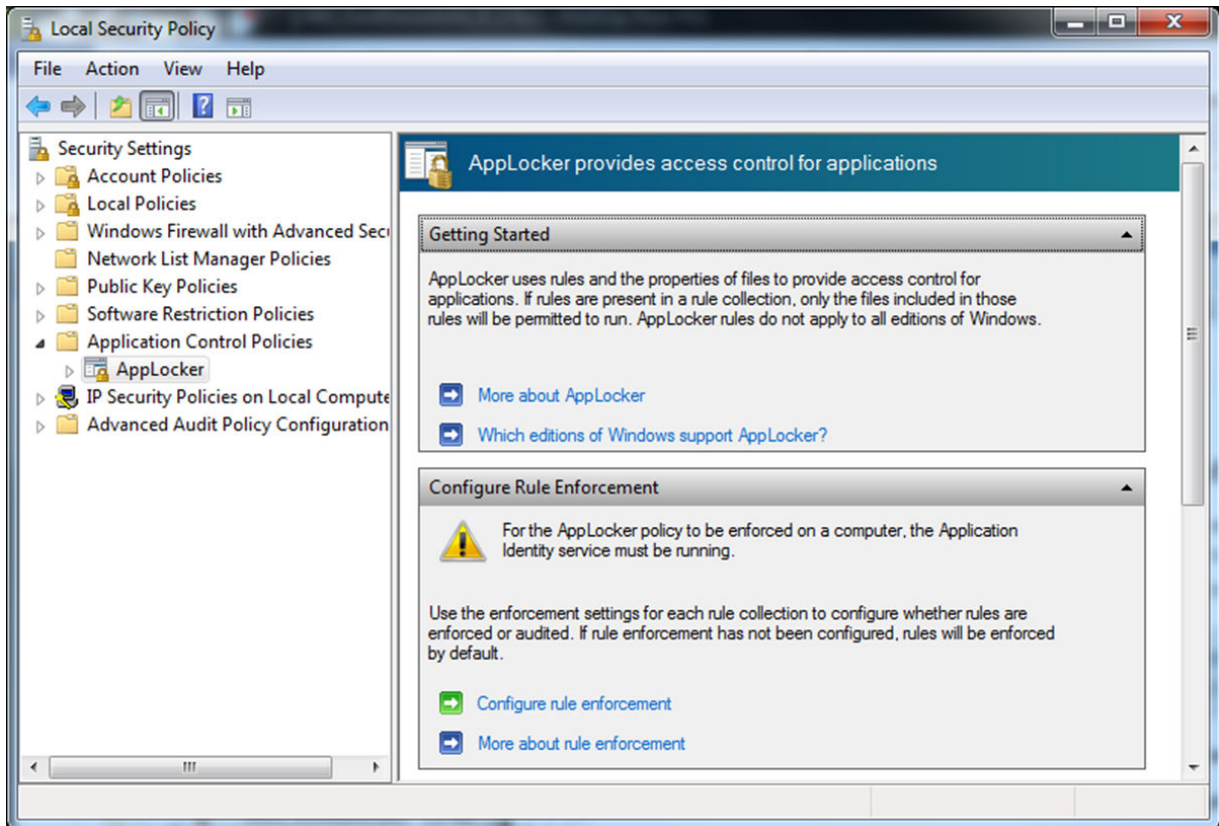 Local Security Policy
File Action View Help
Security Settings
Account Policies
Local Policies
Windows Firewall with Advanced Secu
Network List Manager Policies
Public Key Policies
Software Restriction Policies
Application Control Policies
AppLocker
IP Security Policies on Local Compute
Advanced Audit Policy Configuration
AppLocker provides access control for applications
Getting Started
AppLocker uses rules and the properties of files to provide access control for
applications. If rules are present in a rule collection, only the files included in those
rules will be permitted to run. AppLocker rules do not apply to all editions of Windows.
More about AppLocker
Which editions of Windows support AppLocker?
Configure Rule Enforcement
For the AppLocker policy to be enforced on a computer, the Application
Identity service must be running.
Use the enforcement settings for each rule collection to configure whether rules are
enforced or audited. If rule enforcement has not been configured, rules will be enforced
by default.
Configure rule enforcement
More about rule enforcement